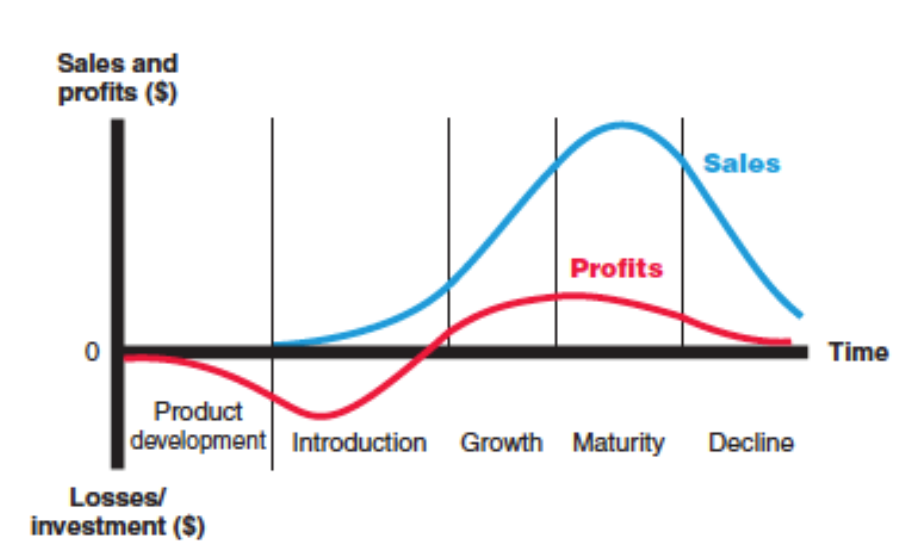 Sales and
profits ($)
Sales
Profits
0
Time
Product
development
Introduction
Growth
Maturity
Decline
Losses/
investment ($)